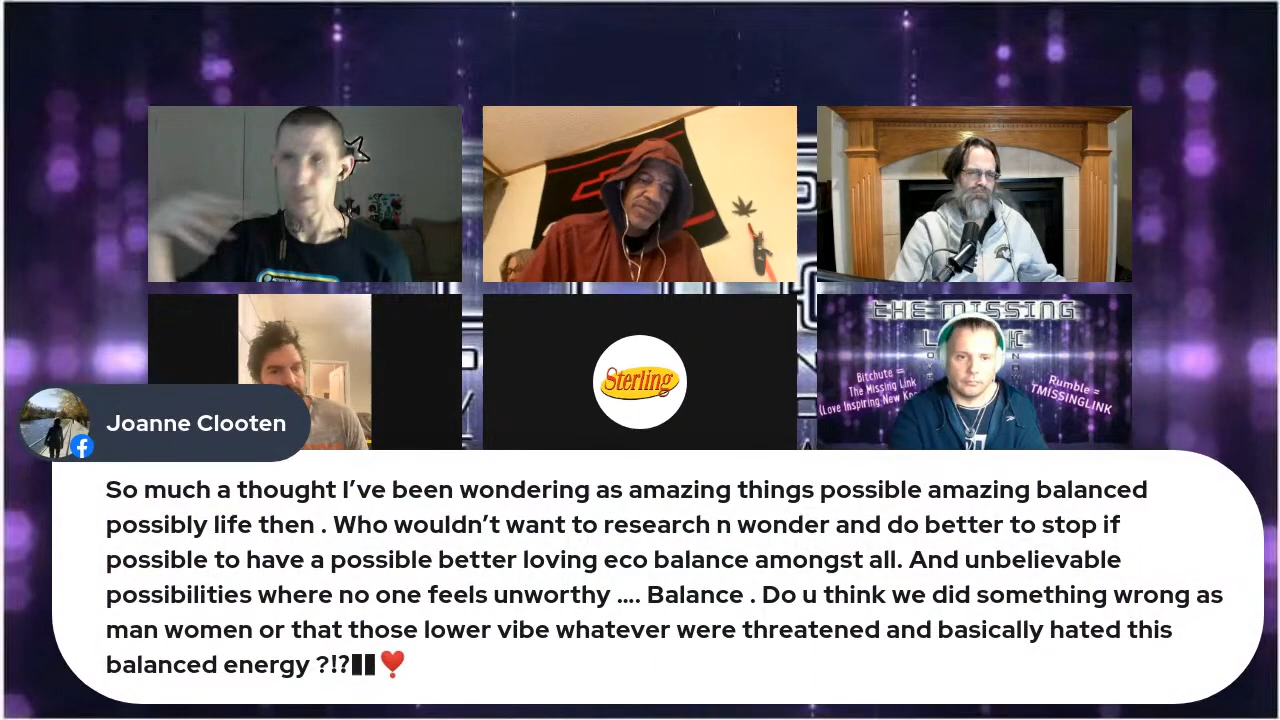 THE MISSING
L K
Bitchute =
The Missing Link
(Love Inspiring New
Rumble =
TMISSINGLINK
Sterling
Joanne Clooten
So much a thought I’ve been wondering as amazing things possible amazing balanced
possibly life then . Who wouldn’t want to research n wonder and do better to stop if
possible to have a possible better loving eco balance amongst all. And unbelievable
possibilities where no one feels unworthy .... Balance . Do u think we did something wrong as
man women or that those lower vibe whatever were threatened and basically hated this
balanced energy ?!?▮▮❣️